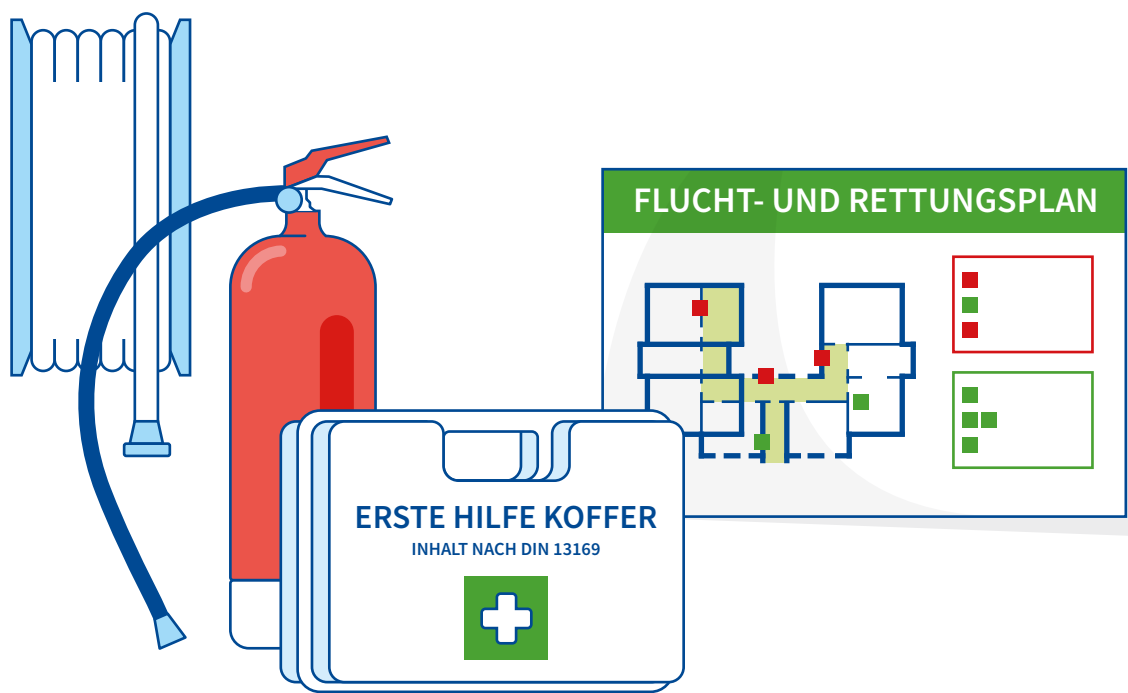 FLUCHT- UND RETTUNGSPLAN
ERSTE HILFE KOFFER
INHALT NACH DIN 13169